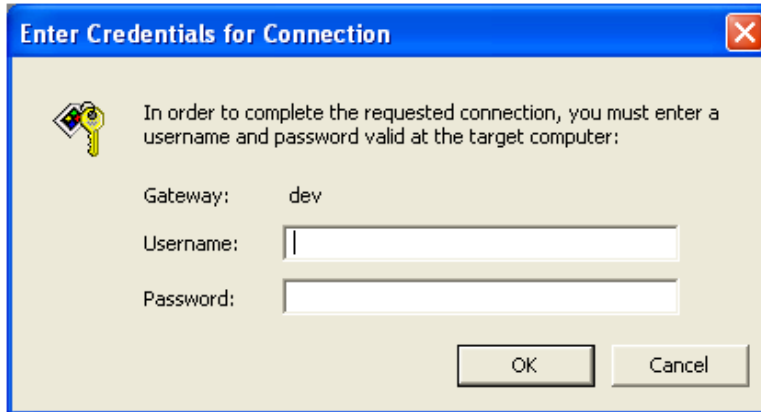 Enter Credentials for Connection
In order to complete the requested connection, you must enter a
username and password valid at the target computer:
Gateway: dev
Username:
Password:
OK Cancel